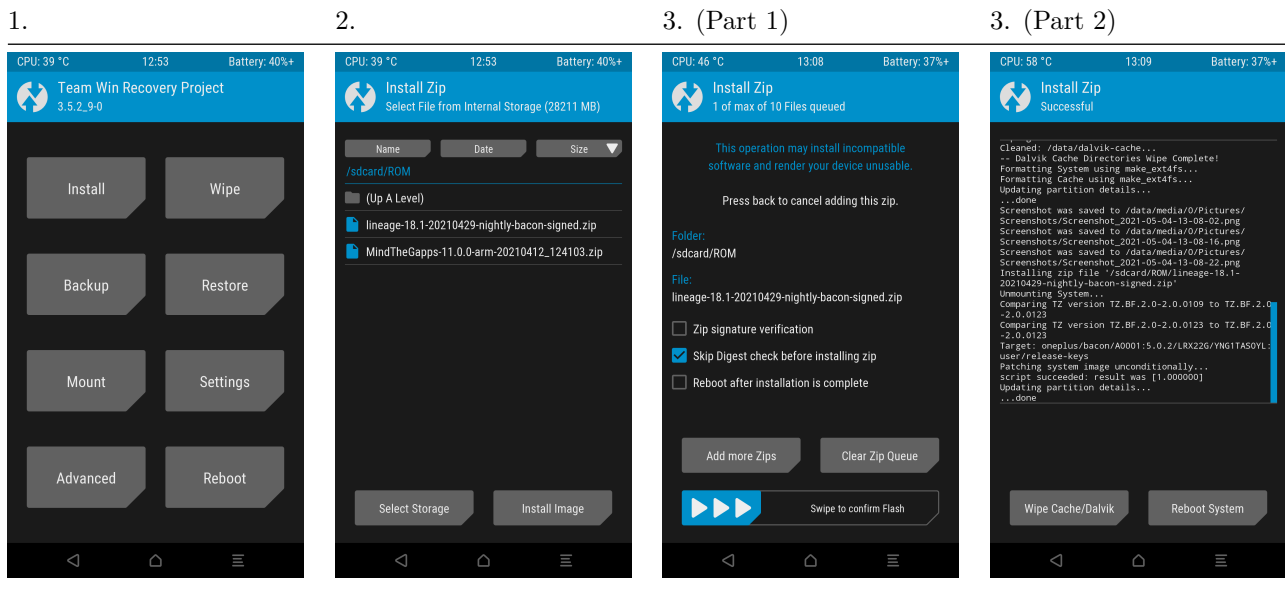 1.
2.
3. (Part 1)
3. (Part 2)
CPU: 39 °C 12:53 Battery: 40%+
Team Win Recovery Project
3.5.2_9-0
Install Wipe
Backup Restore
Mount Settings
Advanced Reboot
CPU: 39 °C 12:53 Battery: 40%+
Install Zip
Select File from Internal Storage (28211 MB)
Name Date Size
/sdcard/ROM
(Up A Level)
lineage-18.1-20210429-nightly-bacon-signed.zip
MindTheGapps-11.0.0-arm-20210412_124103.zip
Select Storage Install Image
CPU: 46 °C 13:08 Battery: 37%+
Install Zip
1 of max of 10 Files queued
This operation may install incompatible
software and render your device unusable.
Press back to cancel adding this zip.
Folder:
/sdcard/ROM
File:
lineage-18.1-20210429-nightly-bacon-signed.zip
Zip signature verification
Skip Digest check before installing zip
Reboot after installation is complete
Add more Zips Clear Zip Queue
Swipe to confirm Flash
CPU: 58 °C 13:09 Battery: 37%+
Install Zip
Successful
Cleaned: /data/dalvik-cache...
-- Dalvik Cache Directories Wipe Complete!
Formatting System using make_ext4fs...
Formatting Cache using make_ext4fs...
Updating partition details...
...done
Screenshot was saved to /data/media/0/Pictures/
Screenshots/Screenshot_2021-05-04-13-08-02.png
Screenshot was saved to /data/media/0/Pictures/
Screenshots/Screenshot_2021-05-04-13-08-16.png
Screenshot was saved to /data/media/0/Pictures/
Screenshots/Screenshot_2021-05-04-13-08-22.png
Installing zip file '/sdcard/ROM/lineage-18.1-
20210429-nightly-bacon-signed.zip'
Unmounting System...
Comparing TZ version TZ.BF.2.0-2.0.0109 to TZ.BF.2.0
-2.0.0123
Comparing TZ version TZ.BF.2.0-2.0.0123 to TZ.BF.2.0
-2.0.0123
Target: oneplus/bacon/A0001:5.0.2/LRX22G/YNG1TAS0YL:
user/release-keys
Patching system image unconditionally...
script succeeded: result was [1.000000]
Updating partition details...
...done
Wipe Cache/Dalvik Reboot System